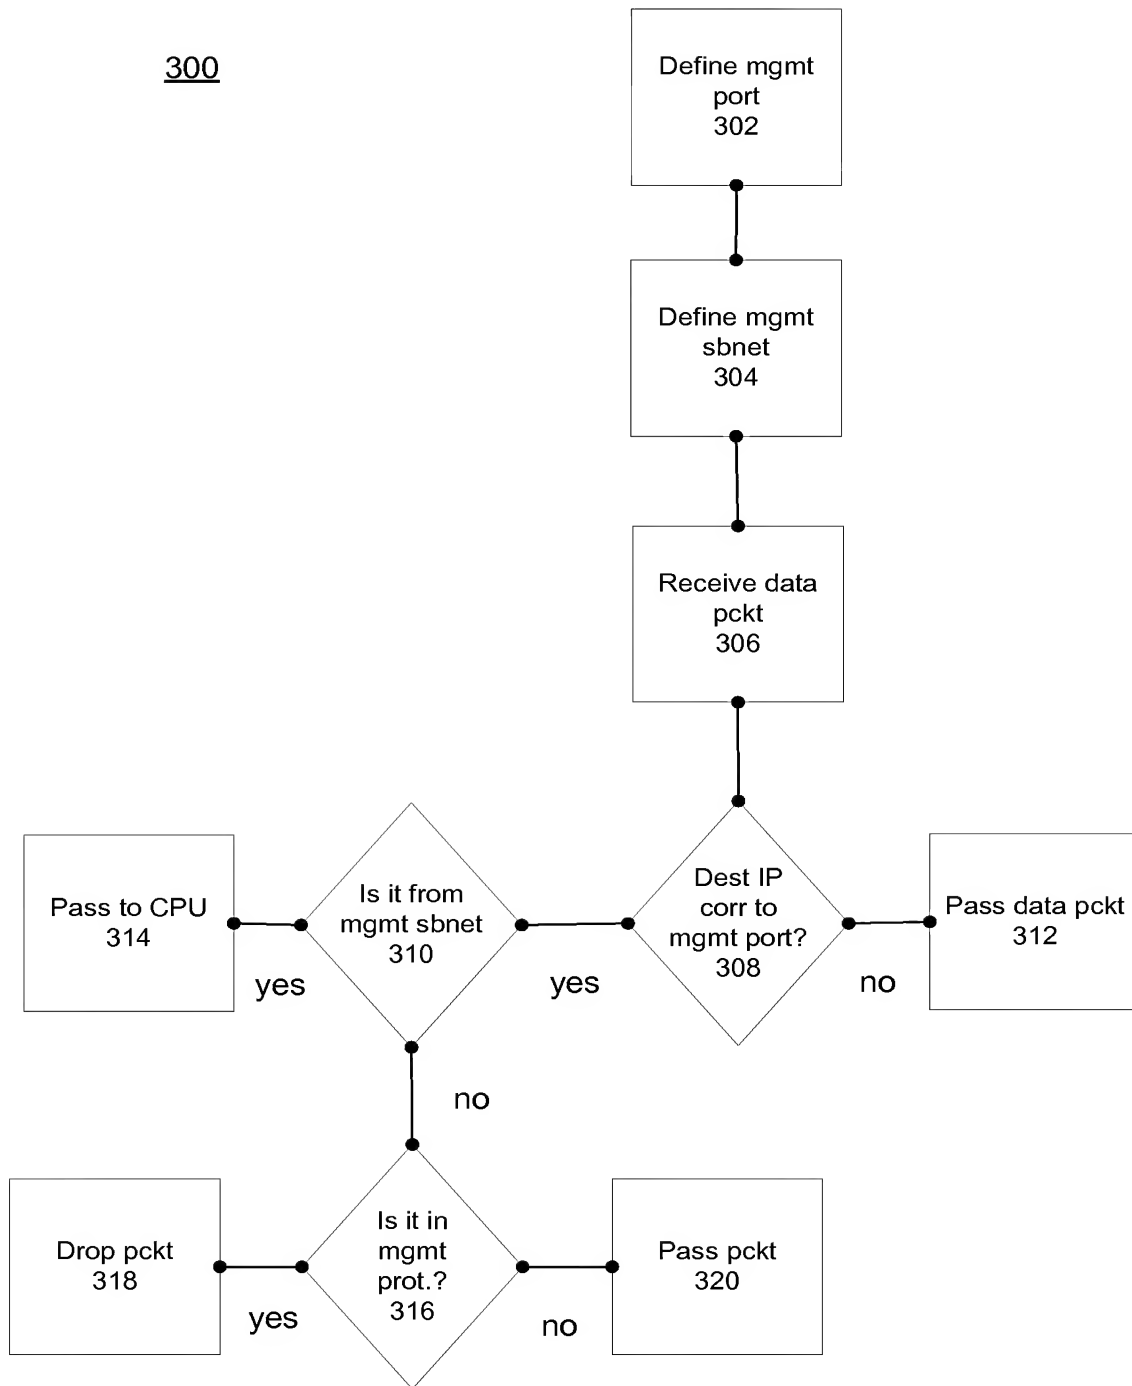 300
Define mgmt
port
302
Define mgmt
sbnet
304
Receive data
pckt
306
Dest IP
corr to
mgmt port?
308
no
Pass data pckt
312
yes
Is it from
mgmt sbnet
310
yes
Pass to CPU
314
no
Is it in
mgmt
prot.?
316
yes
Drop pckt
318
no
Pass pckt
320